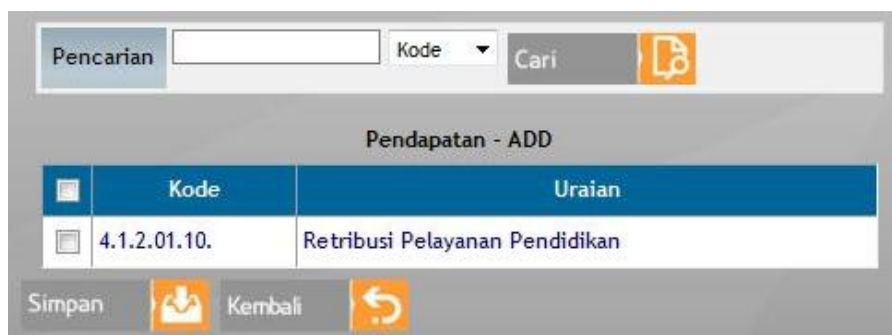 Pencarian Kode Cari
Pendapatan - ADD
Kode Uraian
4.1.2.01.10. Retribusi Pelayanan Pendidikan
Simpan Kembali